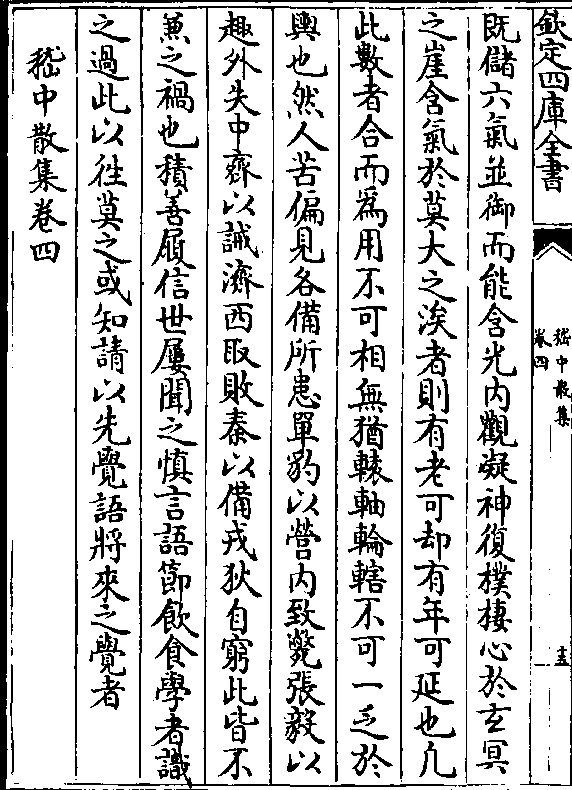 欽定四庫全書
嵇中散集
卷四
十五
既儲六氣並御而能含光内觀凝神復樸棲心於玄冥
之崖含氣於莫大之涘者則有老可却有年可延也凡
此數者合而爲用不可相無猶轅軸輪轄不可一乏於
輿也然人苦偏見各備所患單豹以營内致斃張毅以
趣外失中齊以誡濟西取敗秦以備戎狄自窮此皆不
兼之禍也積善履信世屢聞之慎言語節飲食學者識
之過此以徃莫之或知請以先覺語將來之覺者
嵇中散集卷四